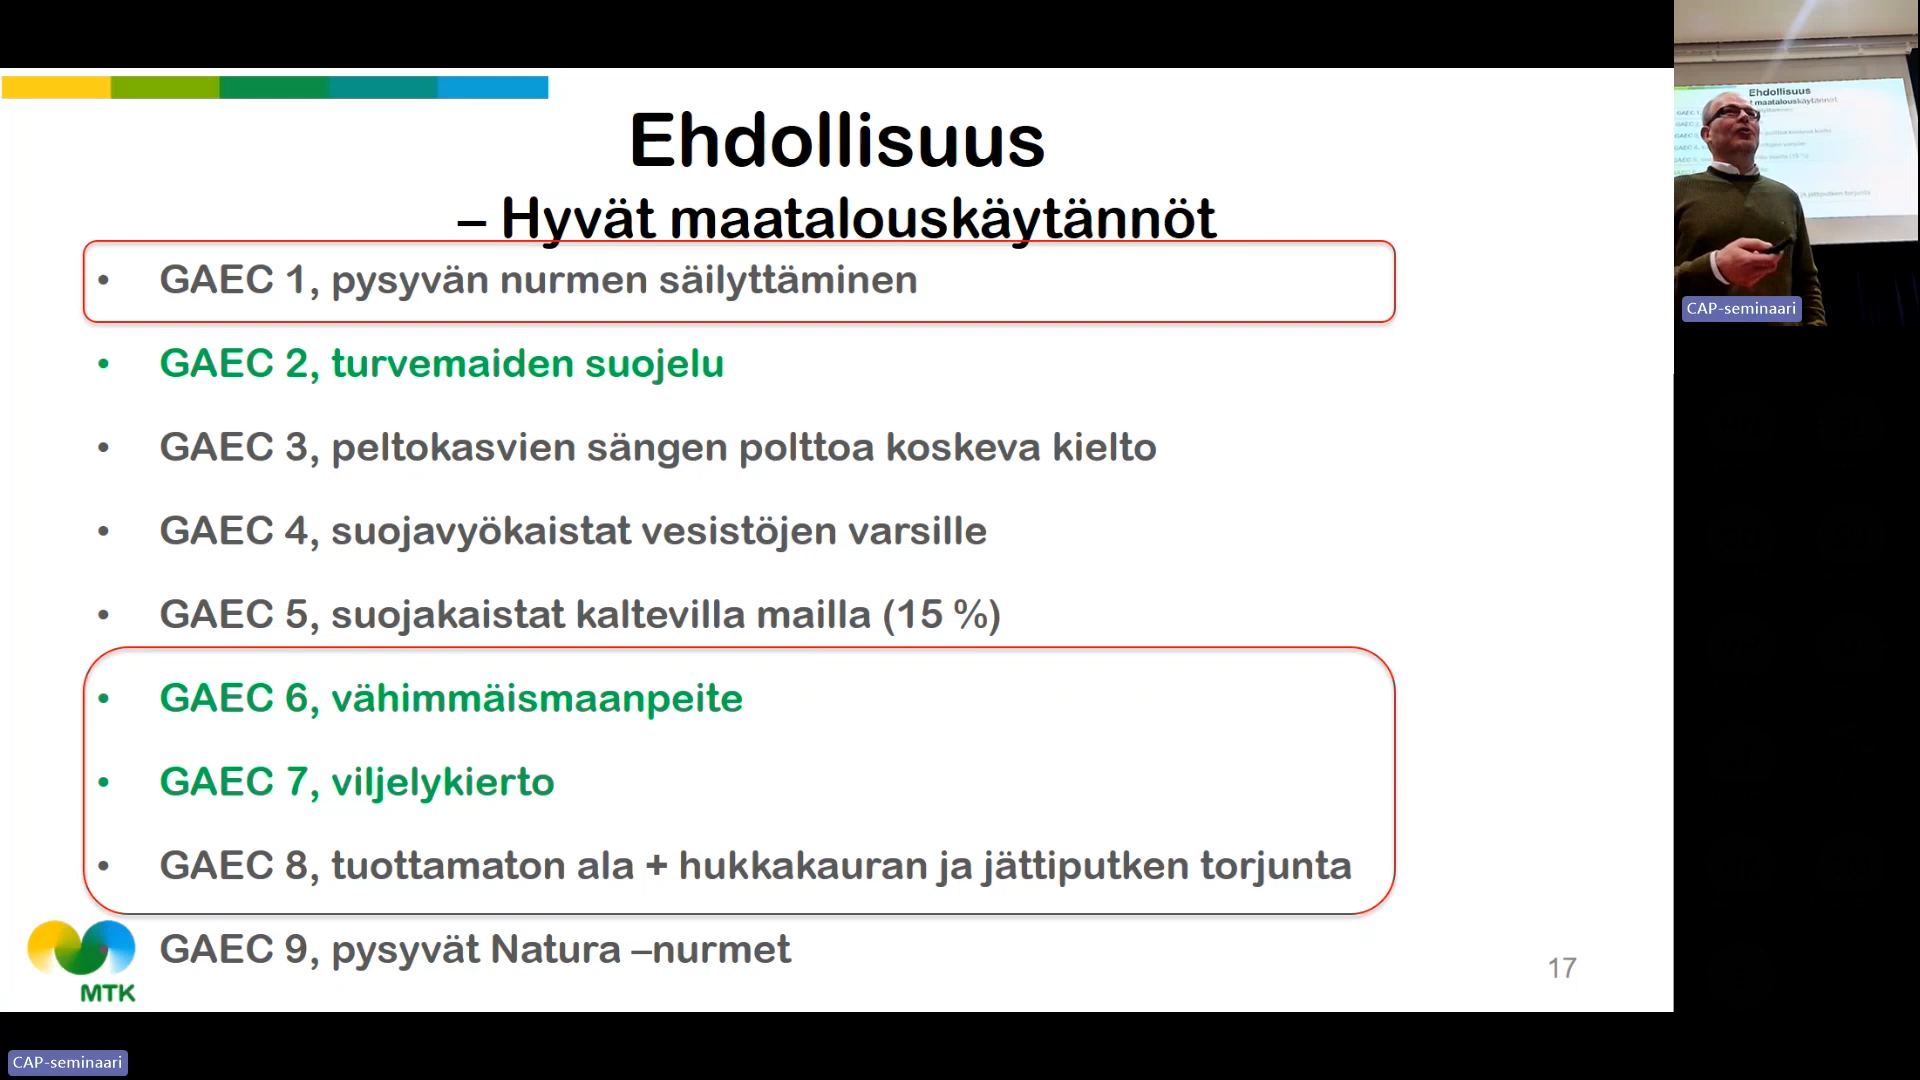 Ehdollisuus
– Hyvät maatalouskäytännöt
• GAEC 1, pysyvän nurmen säilyttäminen
• GAEC 2, turvemaiden suojelu
• GAEC 3, peltokasvien sängen polttoa koskeva kielto
• GAEC 4, suojavyökaistat vesistöjen varsille
• GAEC 5, suojakaistat kaltevilla mailla (15 %)
• GAEC 6, vähimmäismaanpeite
• GAEC 7, viljelykierto
• GAEC 8, tuottamaton ala + hukkakauran ja jättiputken torjunta
GAEC 9, pysyvät Natura –nurmet
MTK
17
Ehdollisuus
t maatalouskäytännöt
CAP-seminaari
CAP-seminaari